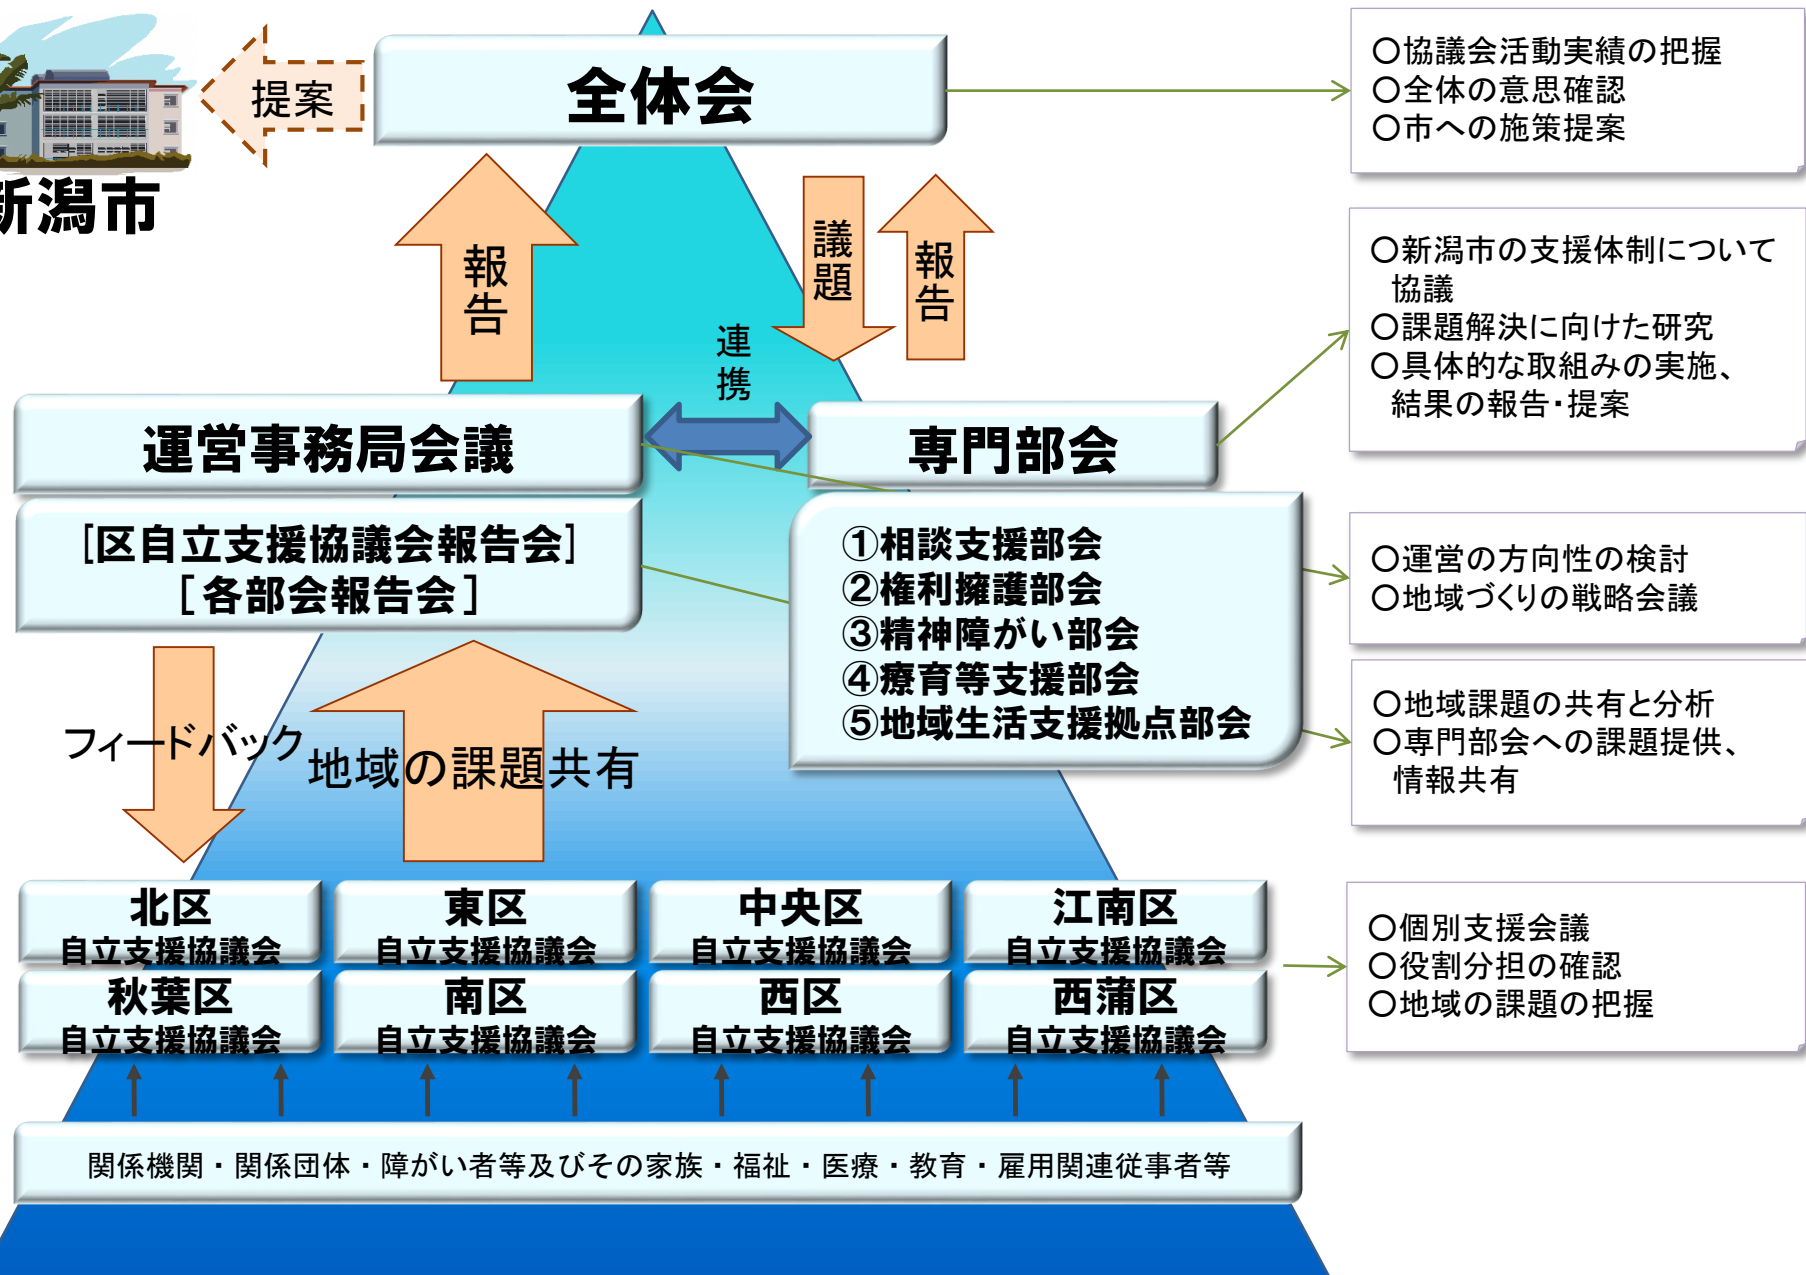 提案
全体会
新潟市
○協議会活動実績の把握
○全体の意思確認
○市への施策提案
報告
議題
報告
連携
○新潟市の支援体制について
協議
○課題解決に向けた研究
○具体的な取組みの実施、
結果の報告・提案
運営事務局会議
専門部会
[区自立支援協議会報告会]
[各部会報告会]
①相談支援部会
②権利擁護部会
③精神障がい部会
④療育等支援部会
⑤地域生活支援拠点部会
○運営の方向性の検討
○地域づくりの戦略会議
○地域課題の共有と分析
○専門部会への課題提供、
情報共有
フィードバック
地域の課題共有
北区
自立支援協議会
東区
自立支援協議会
中央区
自立支援協議会
江南区
自立支援協議会
秋葉区
自立支援協議会
南区
自立支援協議会
西区
自立支援協議会
西蒲区
自立支援協議会
○個別支援会議
○役割分担の確認
○地域の課題の把握
関係機関・関係団体・障がい者等及びその家族・福祉・医療・教育・雇用関連従事者等